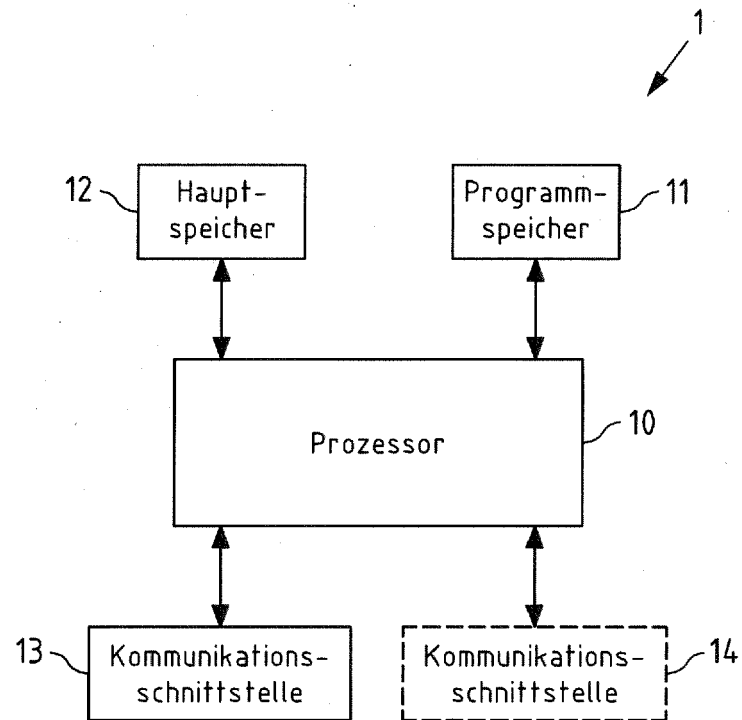 1
12
Haupt-
speicher
Programm-
speicher
11
Prozessor
10
13
Kommunikations-
schnittstelle
Kommunikations-
schnittstelle
14